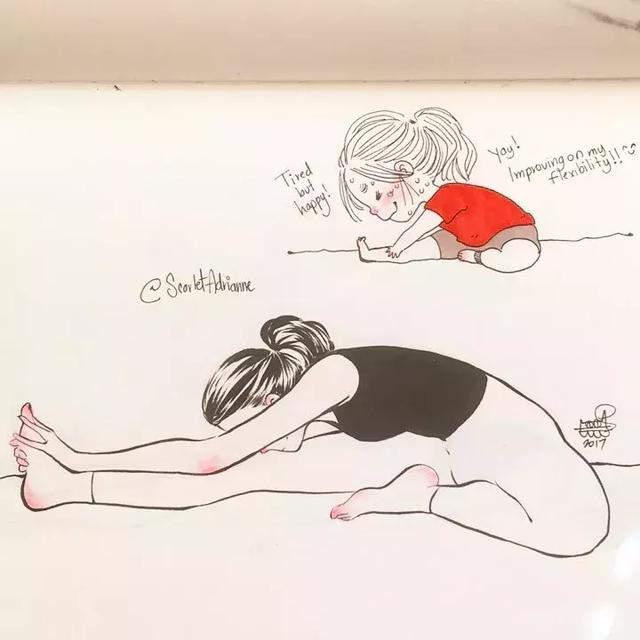 Tired
but
happy!
Yay!
Improving on my
flexibility!!
@ScarletAdrianne
2017